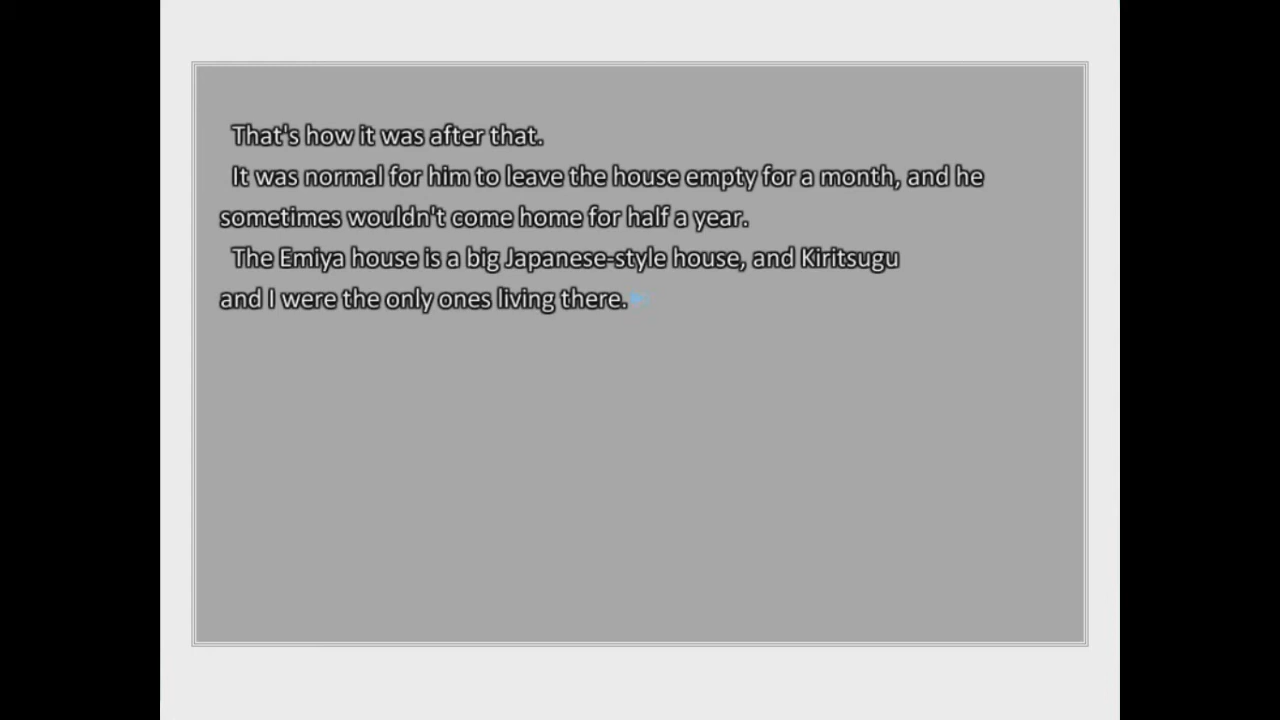 That's how it was after that.
It was normal for him to leave the house empty for a month, and he
sometimes wouldn't come home for half a year.
The Emiya house is a big Japanese-style house, and Kiritsugu
and I were the only ones living there.